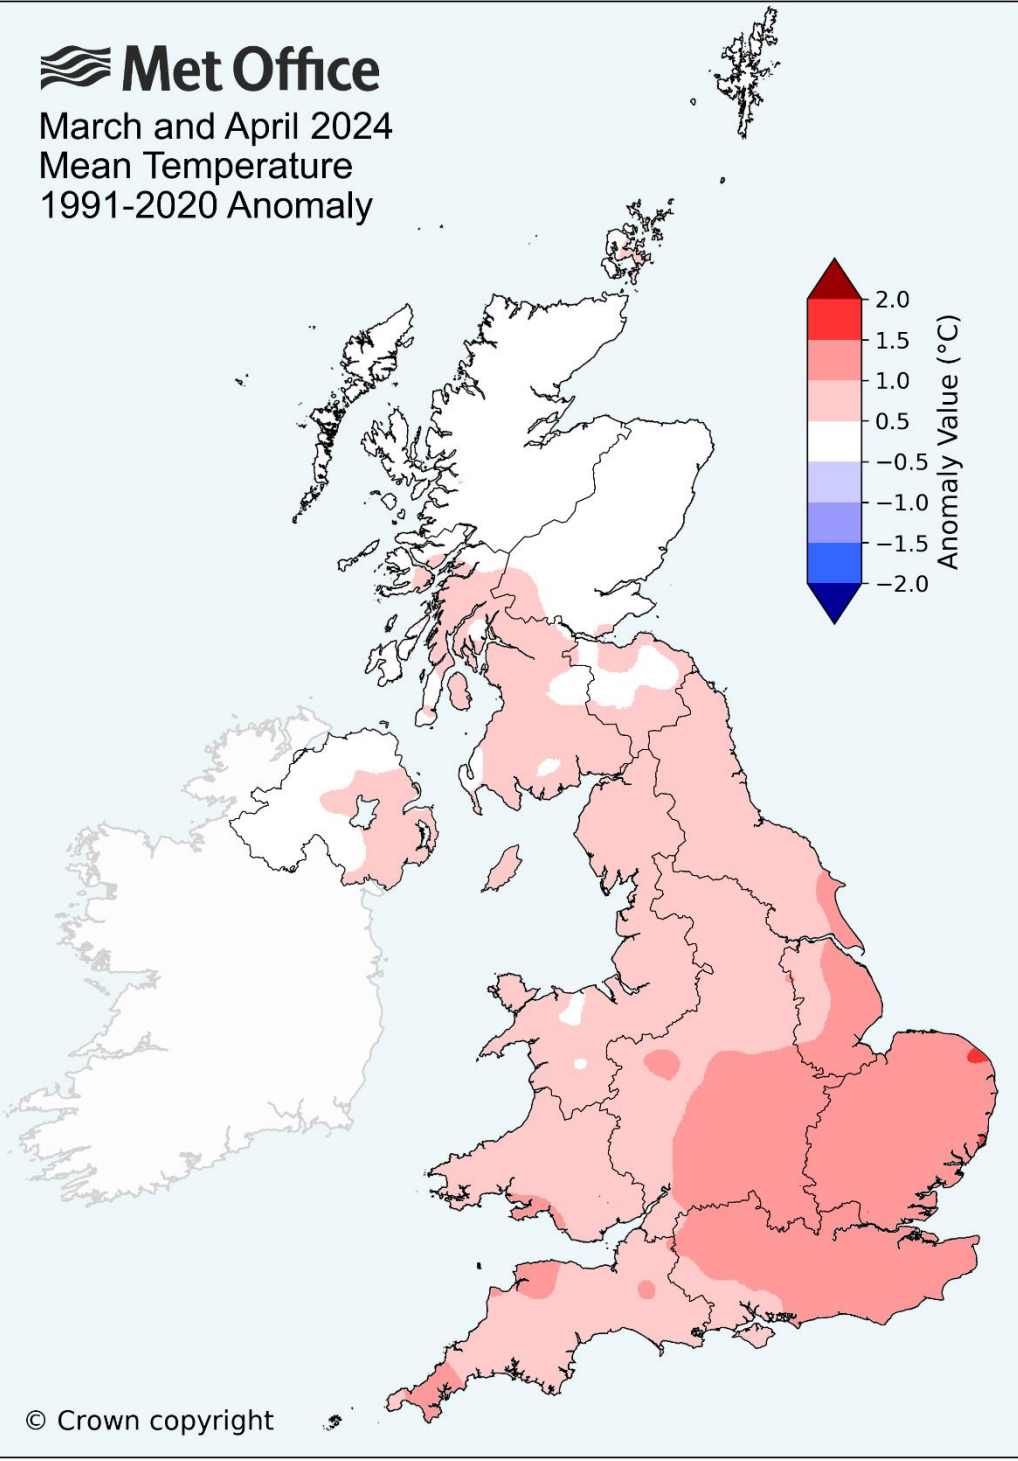 Met Office
March and April 2024
Mean Temperature
1991-2020 Anomaly
2.0
1.5
1.0
0.5
−0.5
−1.0
−1.5
−2.0
Anomaly Value (°C)
© Crown copyright